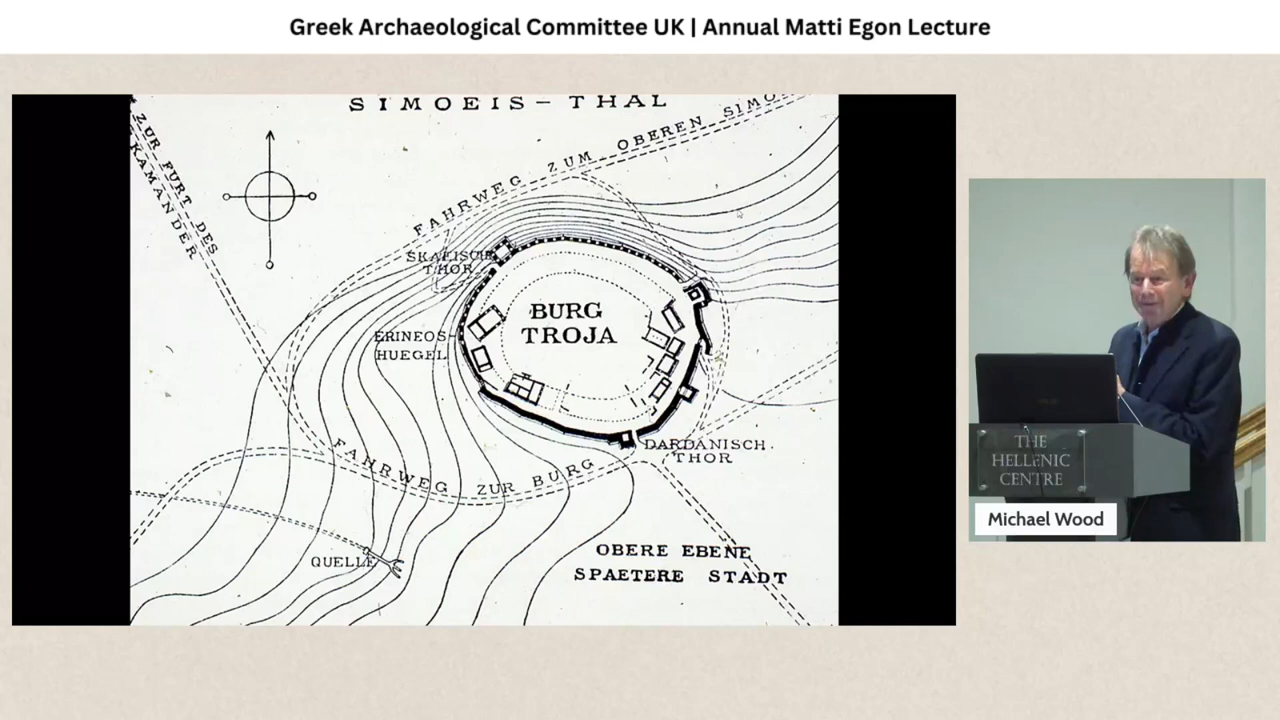 Greek Archaeological Committee UK | Annual Matti Egon Lecture
SIMOEIS – THAL
ZUR FURT DES
KAMANDER
FAHRWEG ZUM OBEREN SIMO
SKAEISCH
THOR
BURG
TROJA
ERINEOS-
HUEGEL
DARDANISCH.
THOR
FAHRWEG ZUR BURG
QUELLE
OBERE EBENE
SPAETERE STADT
THE
HELLENIC
CENTRE
Michael Wood